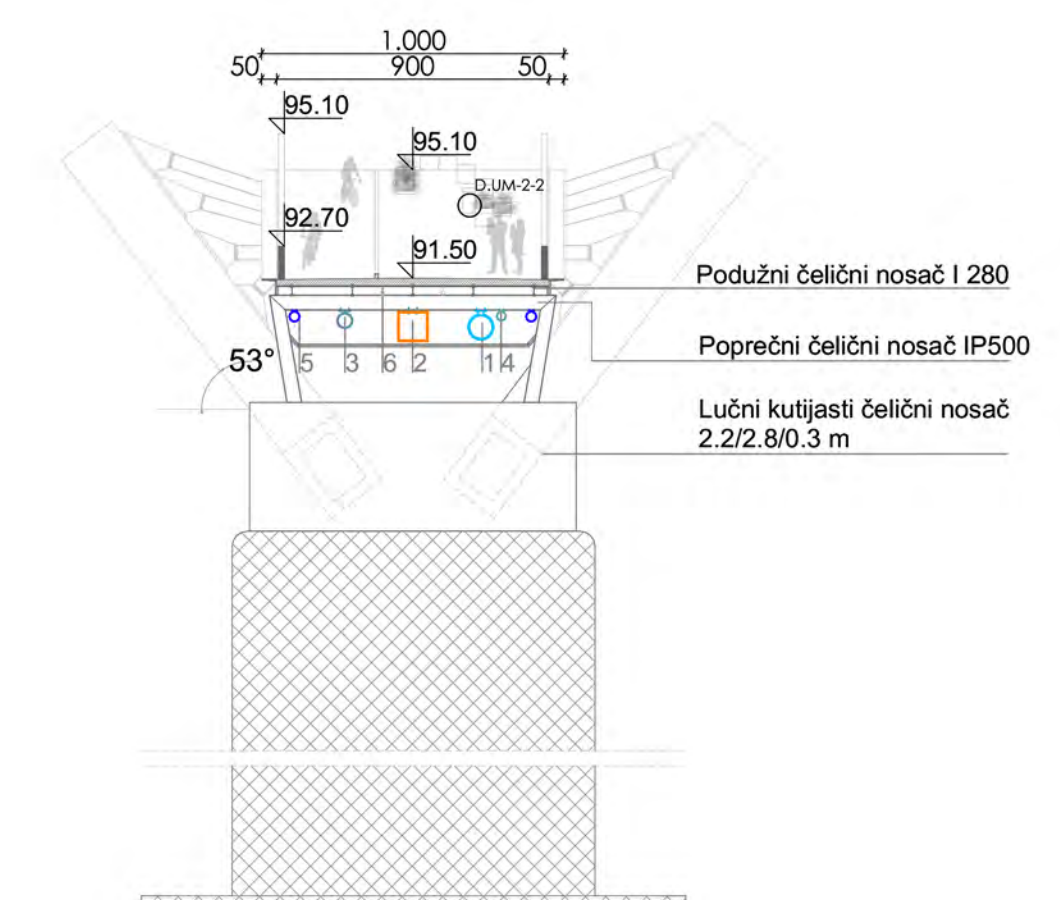 1.000
50 900 50
95.10
95.10
D.UM-2-2
92.70
91.50
Podužni čelični nosač I 280
Poprečni čelični nosač IP500
53° 5 3 6 2 1 4
Lučni kutijasti čelični nosač
2.2/2.8/0.3 m